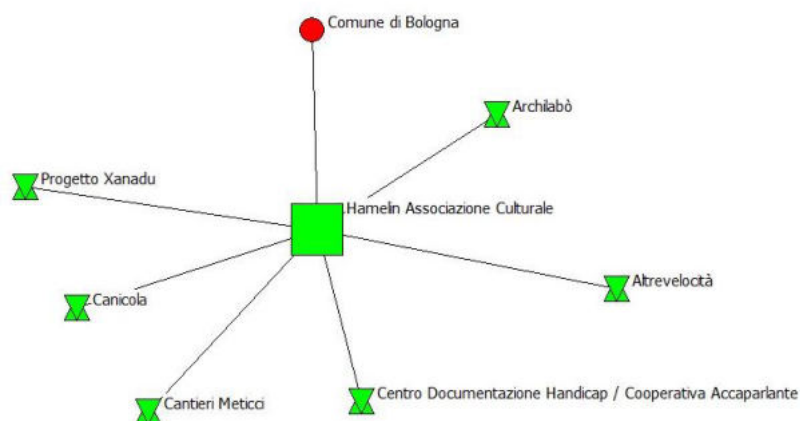 Comune di Bologna
Archilabò
Progetto Xanadu
Hamelin Associazione Culturale
Altrevelocità
Canicola
Centro Documentazione Handicap / Cooperativa Accaparlante
Cantieri Meticci